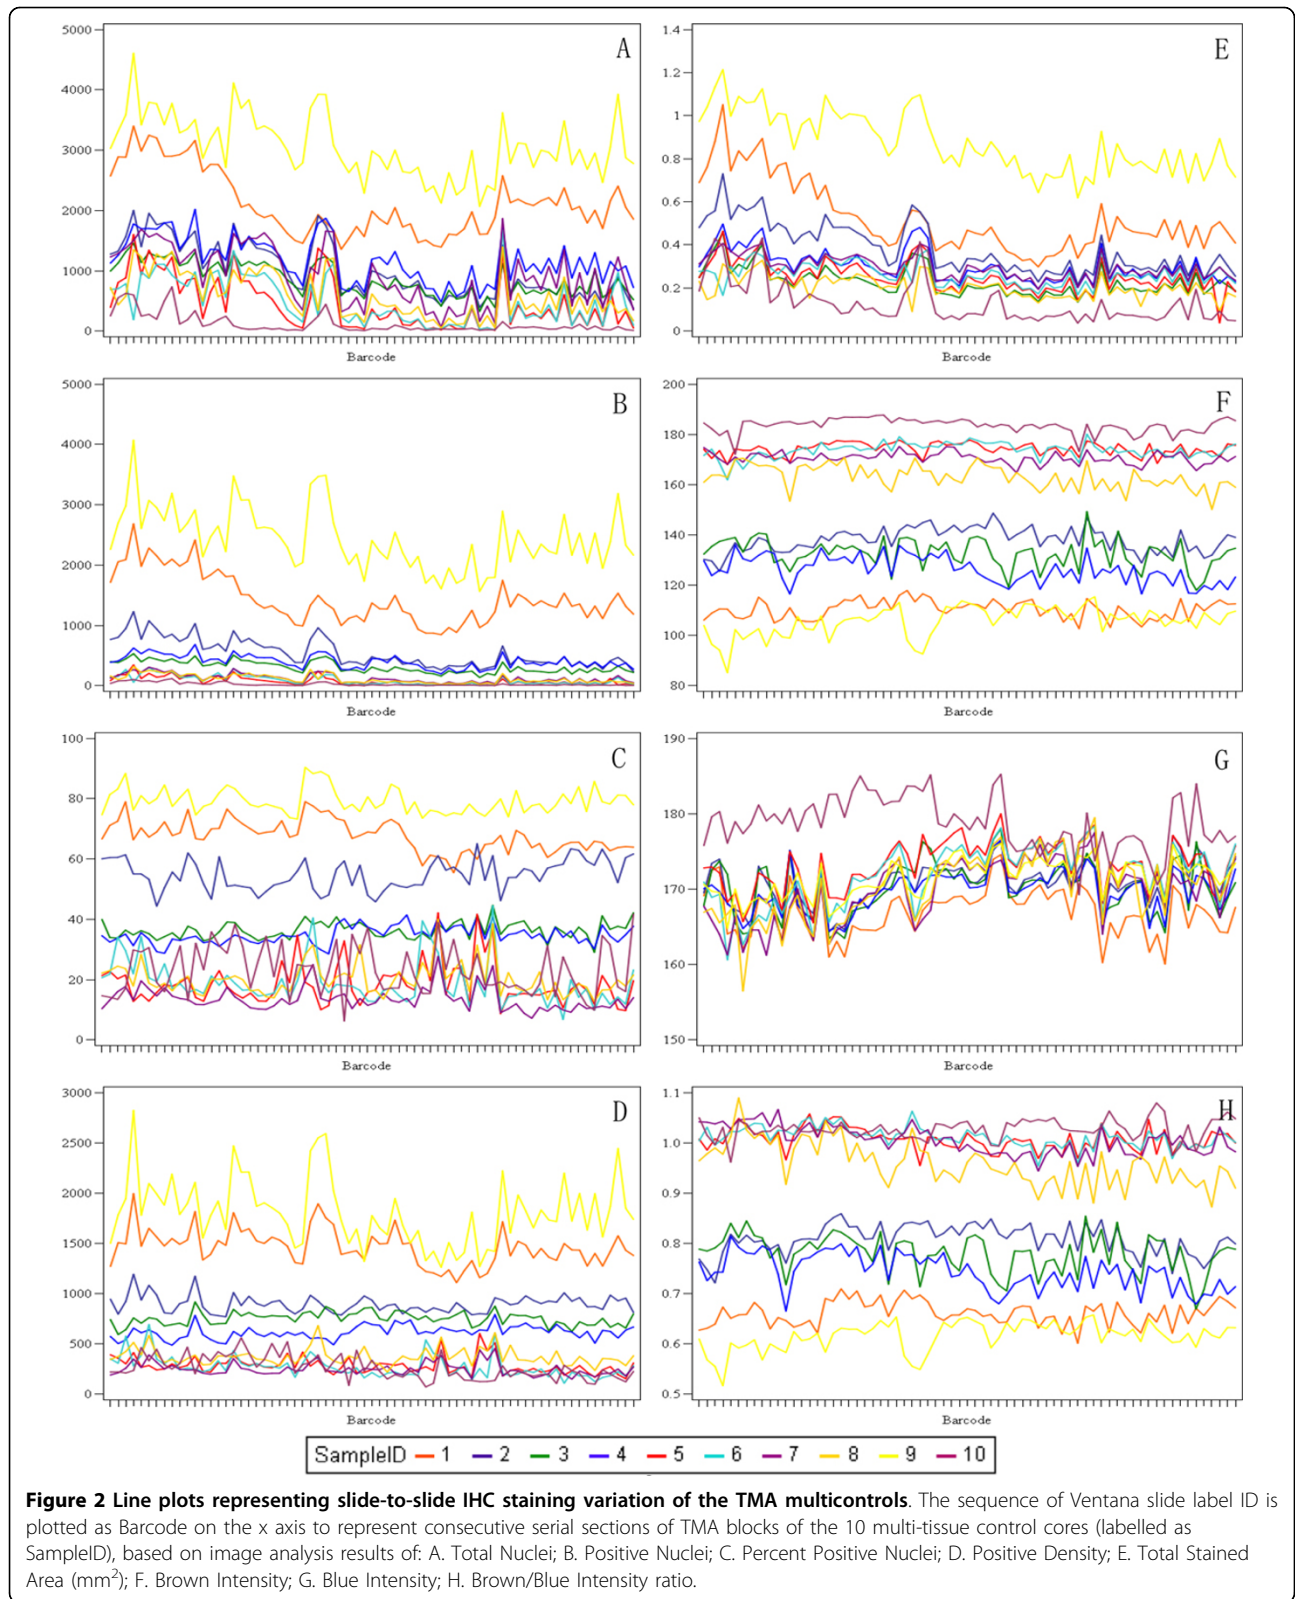 A
5000
4000
3000
2000
1000
0
Barcode
E
1.4
1.2
1
0.8
0.6
0.4
0.2
0
Barcode
B
5000
4000
3000
2000
1000
0
Barcode
F
200
180
160
140
120
100
80
Barcode
C
100
80
60
40
20
0
Barcode
G
190
180
170
160
150
Barcode
D
3000
2500
2000
1500
1000
500
0
Barcode
H
1.1
1.0
0.9
0.8
0.7
0.6
0.5
Barcode
SampleID 1 2 3 4 5 6 7 8 9 10
Figure 2 Line plots representing slide-to-slide IHC staining variation of the TMA multicontrols. The sequence of Ventana slide label ID is
plotted as Barcode on the x axis to represent consecutive serial sections of TMA blocks of the 10 multi-tissue control cores (labelled as
SampleID), based on image analysis results of: A. Total Nuclei; B. Positive Nuclei; C. Percent Positive Nuclei; D. Positive Density; E. Total Stained
Area (mm²); F. Brown Intensity; G. Blue Intensity; H. Brown/Blue Intensity ratio.